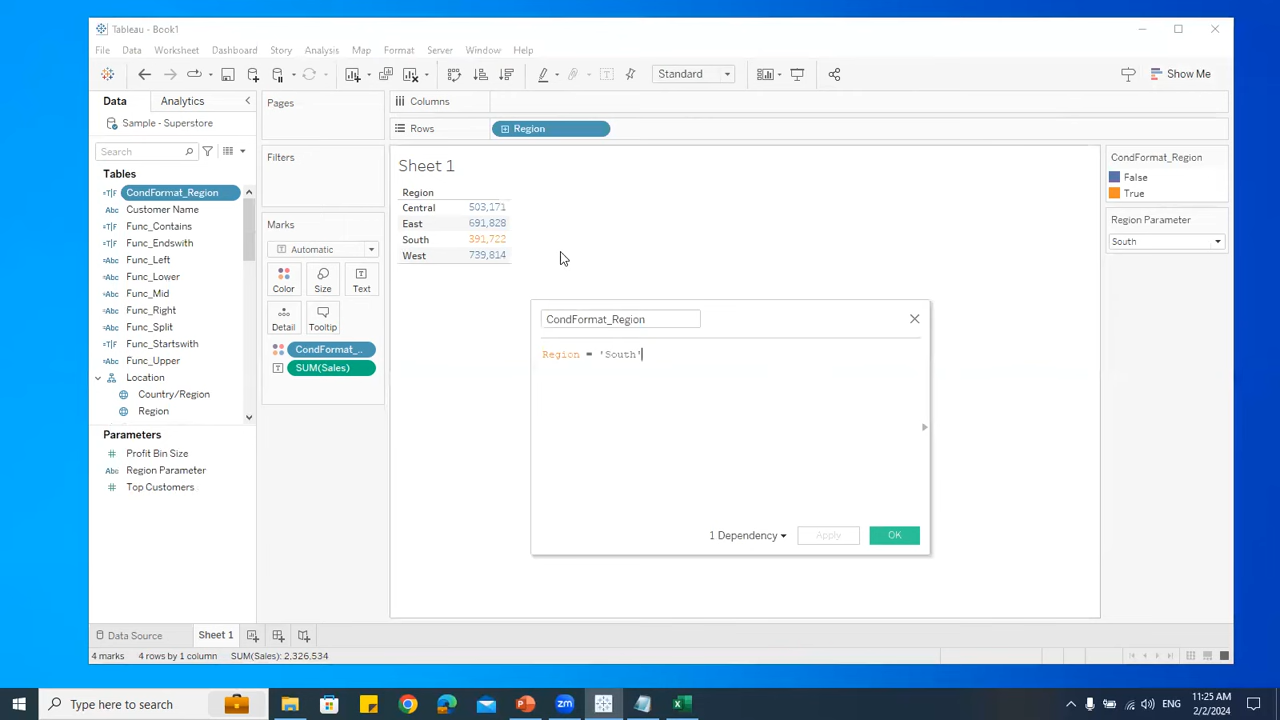 Tableau - Book1
File Data Worksheet Dashboard Story Analysis Map Format Server Window Help
Standard
Show Me
Data Analytics
Sample - Superstore
Search
Tables
CondFormat_Region
Customer Name
Func_Contains
Func_Endswith
Func_Left
Func_Lower
Func_Mid
Func_Right
Func_Split
Func_Startswith
Func_Upper
Location
Country/Region
Region
Parameters
Profit Bin Size
Region Parameter
Top Customers
Pages
Filters
Marks
Automatic
Color Size Text
Detail Tooltip
CondFormat_..
SUM(Sales)
Columns
Rows Region
Sheet 1
Region
Central 503,171
East 691,828
South 391,722
West 739,814
CondFormat_Region
Region = 'South'
1 Dependency Apply OK
CondFormat_Region
False
True
Region Parameter
South
Data Source Sheet 1
4 marks 4 rows by 1 column SUM(Sales): 2,326,534
Type here to search
ENG
11:25 AM
2/2/2024